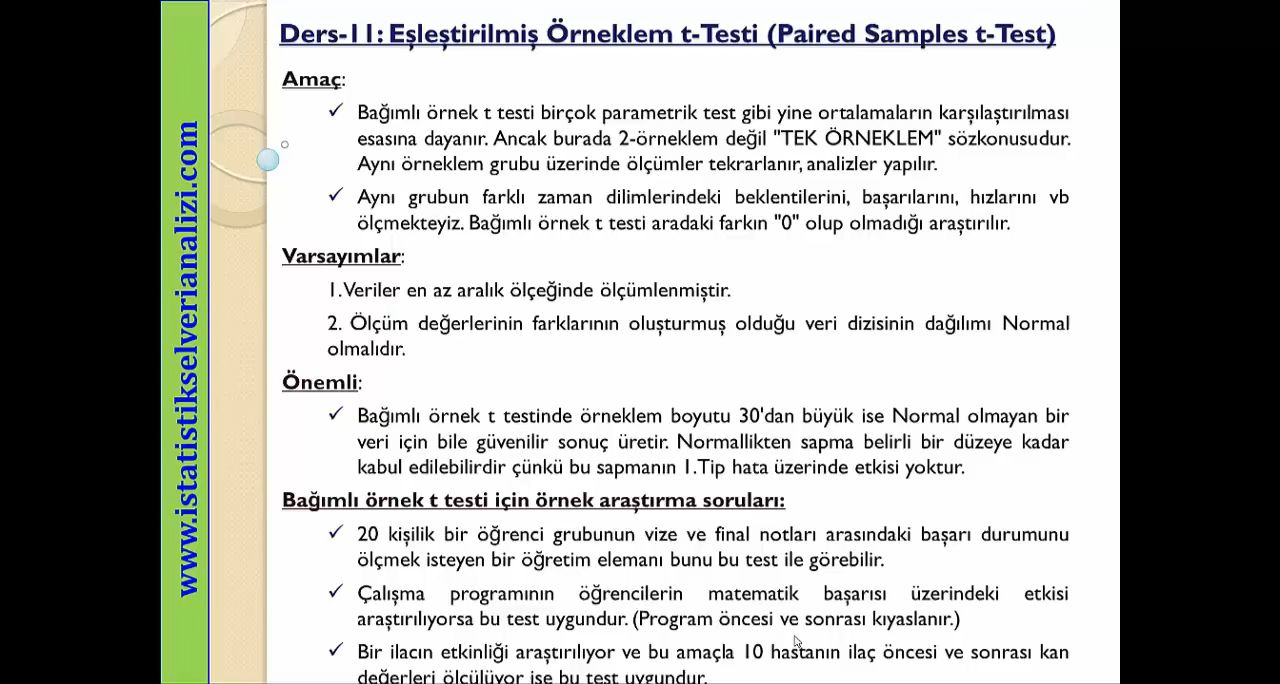 www.istatistikselverianalizi.com
Ders-11: Eşleştirilmiş Örneklem t-Testi (Paired Samples t-Test)
Amaç:
✓ Bağımlı örnek t testi birçok parametrik test gibi yine ortalamaların karşılaştırılması
esasına dayanır. Ancak burada 2-örneklem değil "TEK ÖRNEKLEM" sözkonusudur.
Aynı örneklem grubu üzerinde ölçümler tekrarlanır, analizler yapılır.
✓ Aynı grubun farklı zaman dilimlerindeki beklentilerini, başarılarını, hızlarını vb
ölçmekteyiz. Bağımlı örnek t testi aradaki farkın "0" olup olmadığı araştırılır.
Varsayımlar:
1.Veriler en az aralık ölçeğinde ölçümlenmiştir.
2. Ölçüm değerlerinin farklarının oluşturmuş olduğu veri dizisinin dağılımı Normal
olmalıdır.
Önemli:
✓ Bağımlı örnek t testinde örneklem boyutu 30'dan büyük ise Normal olmayan bir
veri için bile güvenilir sonuç üretir. Normallikten sapma belirli bir düzeye kadar
kabul edilebilirdir çünkü bu sapmanın 1.Tip hata üzerinde etkisi yoktur.
Bağımlı örnek t testi için örnek araştırma soruları:
✓ 20 kişilik bir öğrenci grubunun vize ve final notları arasındaki başarı durumunu
ölçmek isteyen bir öğretim elemanı bunu bu test ile görebilir.
✓ Çalışma programının öğrencilerin matematik başarısı üzerindeki etkisi
araştırılıyorsa bu test uygundur. (Program öncesi ve sonrası kıyaslanır.)
✓ Bir ilacın etkinliği araştırılıyor ve bu amaçla 10 hastanın ilaç öncesi ve sonrası kan
değerleri ölçülüyor ise bu test uygundur.